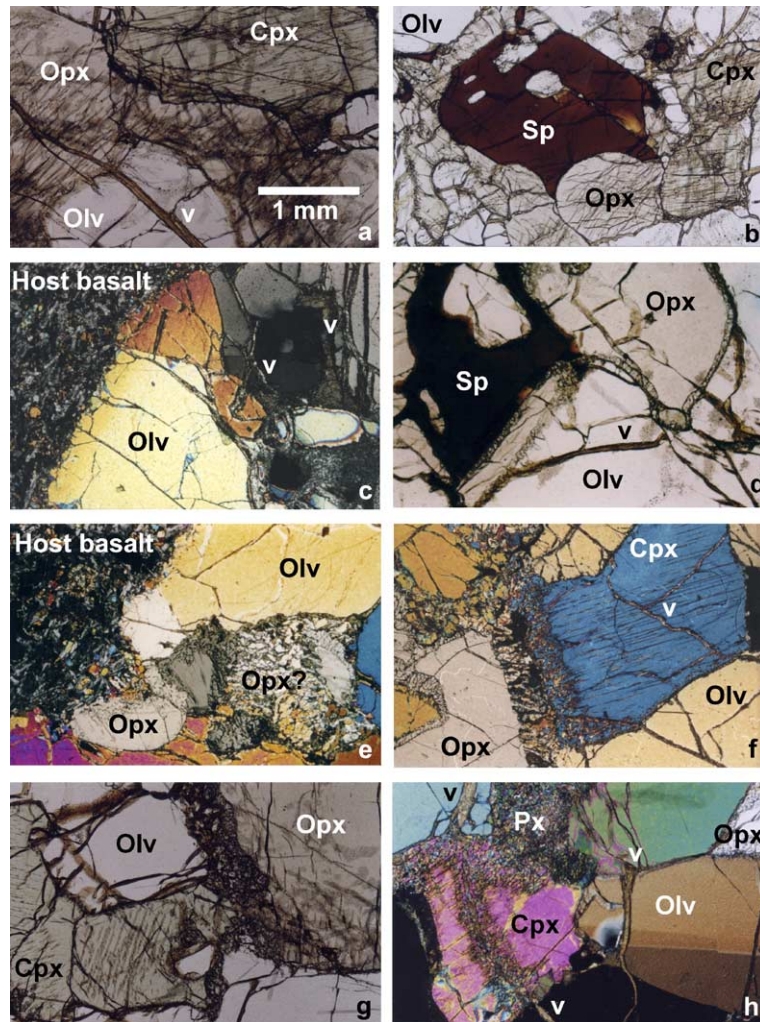 Cpx
Opx
1 mm
Olv
v
a
Olv
Cpx
Sp
Opx
b
Host basalt
v
v
Olv
c
Opx
Sp
v
Olv
d
Host basalt
Olv
Opx?
Opx
e
Cpx
v
Olv
Opx
f
Olv
Opx
Cpx
g
v
Px
Opx
v
Cpx
Olv
v
h